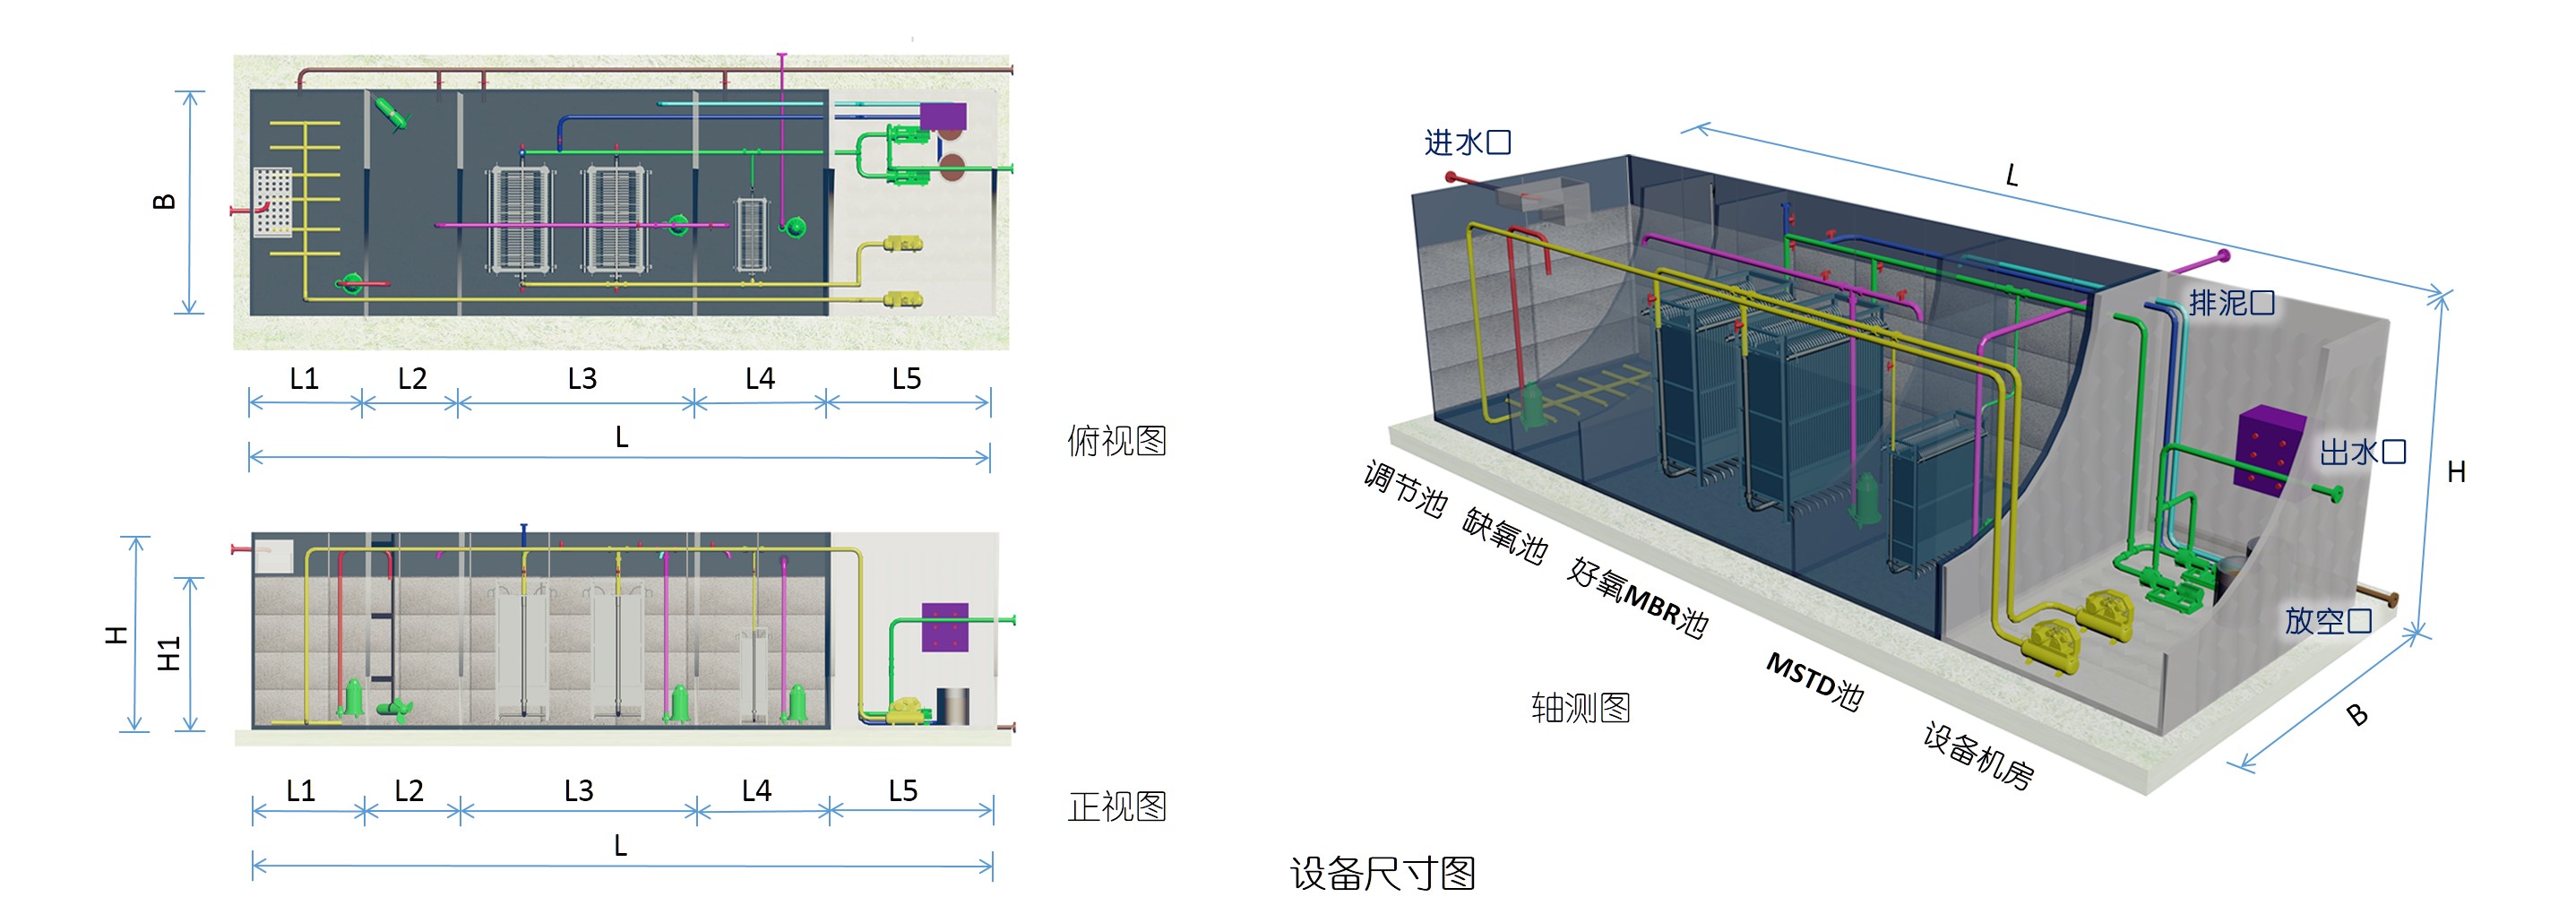 B
L1 L2 L3 L4 L5
L
俯视图
H
H1
L1 L2 L3 L4 L5
L
正视图
进水口
L
排泥口
出水口
H
放空口
B
调节池
缺氧池
好氧MBR池
MSTD池
设备机房
轴测图
设备尺寸图